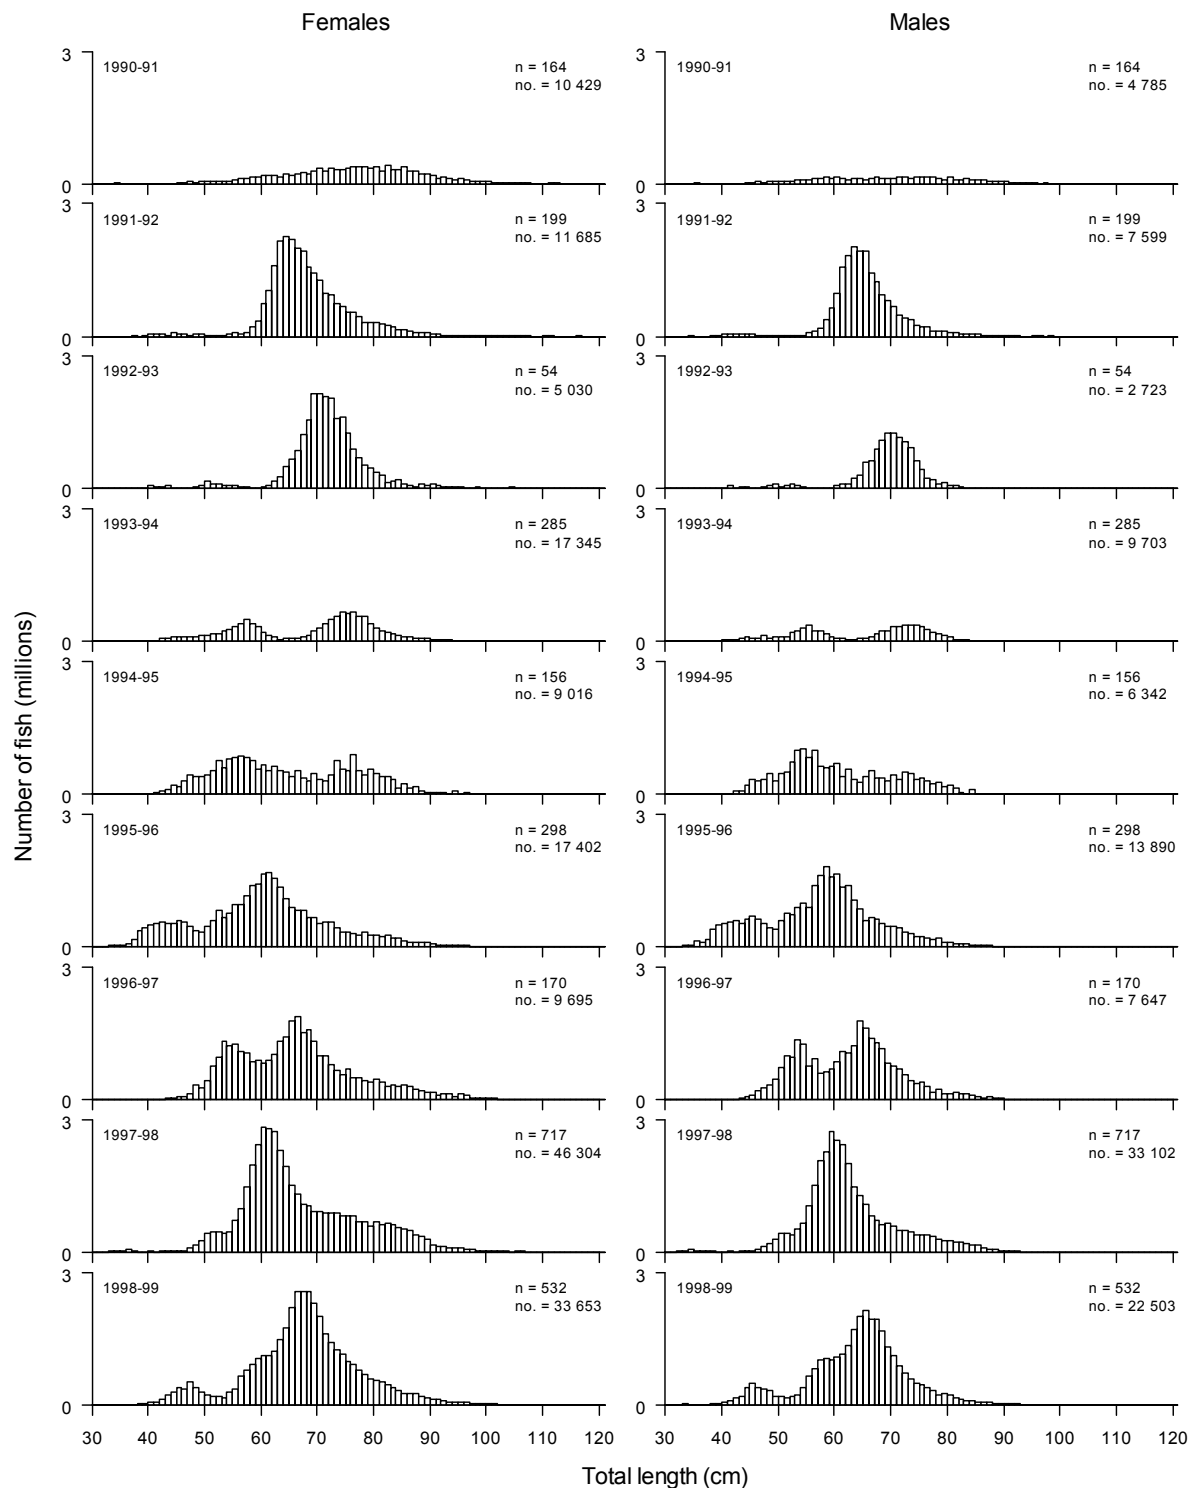 Females Males
3 1990-91 n = 164 1990-91 n = 164
no. = 10 429 no. = 4 785
0 0
3 1991-92 n = 199 3 1991-92 n = 199
no. = 11 685 no. = 7 599
0 0
3 1992-93 n = 54 3 1992-93 n = 54
no. = 5 030 no. = 2 723
0 0
3 1993-94 n = 285 3 1993-94 n = 285
no. = 17 345 no. = 9 703
0 0
3 1994-95 n = 156 3 1994-95 n = 156
no. = 9 016 no. = 6 342
0 0
3 1995-96 n = 298 3 1995-96 n = 298
no. = 17 402 no. = 13 890
0 0
3 1996-97 n = 170 3 1996-97 n = 170
no. = 9 695 no. = 7 647
0 0
3 1997-98 n = 717 3 1997-98 n = 717
no. = 46 304 no. = 33 102
0 0
3 1998-99 n = 532 3 1998-99 n = 532
no. = 33 653 no. = 22 503
0 0
30 40 50 60 70 80 90 100 110 120 30 40 50 60 70 80 90 100 110 120
Total length (cm)
Number of fish (millions)